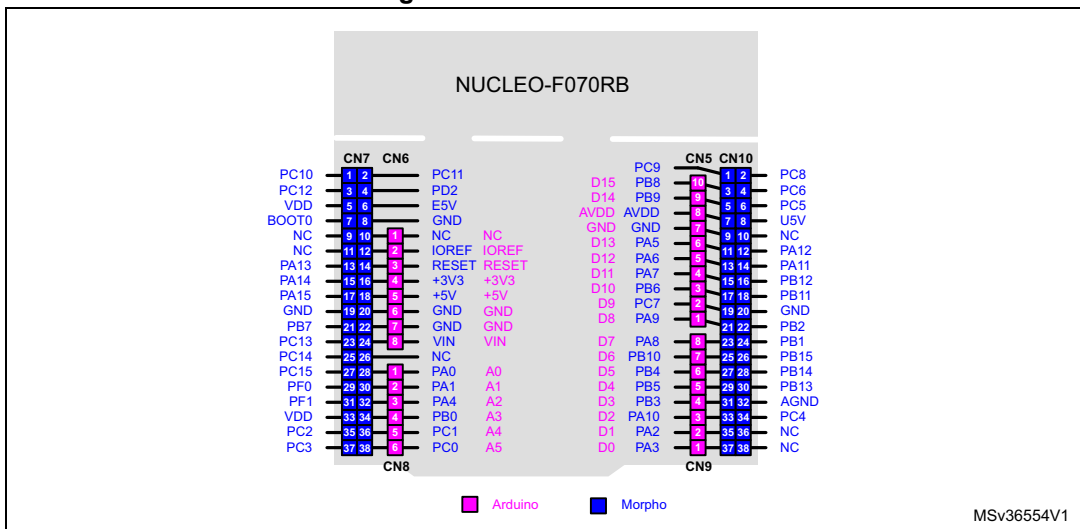 NUCLEO-F070RB
CN7 CN6 CN5 CN10
PC9
PC10 1 2 PC11 1 2 PC8
PC12 3 4 PD2 D15 PB8 10 3 4 PC6
VDD 5 6 E5V D14 PB9 9 5 6 PC5
BOOT0 7 8 GND AVDD AVDD 8 7 8 U5V
NC 9 10 1 NC NC GND GND 7 9 10 NC
NC 11 12 2 IOREF IOREF D13 PA5 6 11 12 PA12
PA13 13 14 3 RESET RESET D12 PA6 5 13 14 PA11
PA14 15 16 4 +3V3 +3V3 D11 PA7 4 15 16 PB12
PA15 17 18 5 +5V +5V D10 PB6 3 17 18 PB11
GND 19 20 6 GND GND D9 PC7 2 19 20 GND
PB7 21 22 7 GND GND D8 PA9 1 21 22 PB2
PC13 23 24 8 VIN VIN D7 PA8 8 23 24 PB1
PC14 25 26 NC D6 PB10 7 25 26 PB15
PC15 27 28 1 PA0 A0 D5 PB4 6 27 28 PB14
PF0 29 30 2 PA1 A1 D4 PB5 5 29 30 PB13
PF1 31 32 3 PA4 A2 D3 PB3 4 31 32 AGND
VDD 33 34 4 PB0 A3 D2 PA10 3 33 34 PC4
PC2 35 36 5 PC1 A4 D1 PA2 2 35 36 NC
PC3 37 38 6 PC0 A5 D0 PA3 1 37 38 NC
CN8 CN9
Arduino Morpho
MSv36554V1